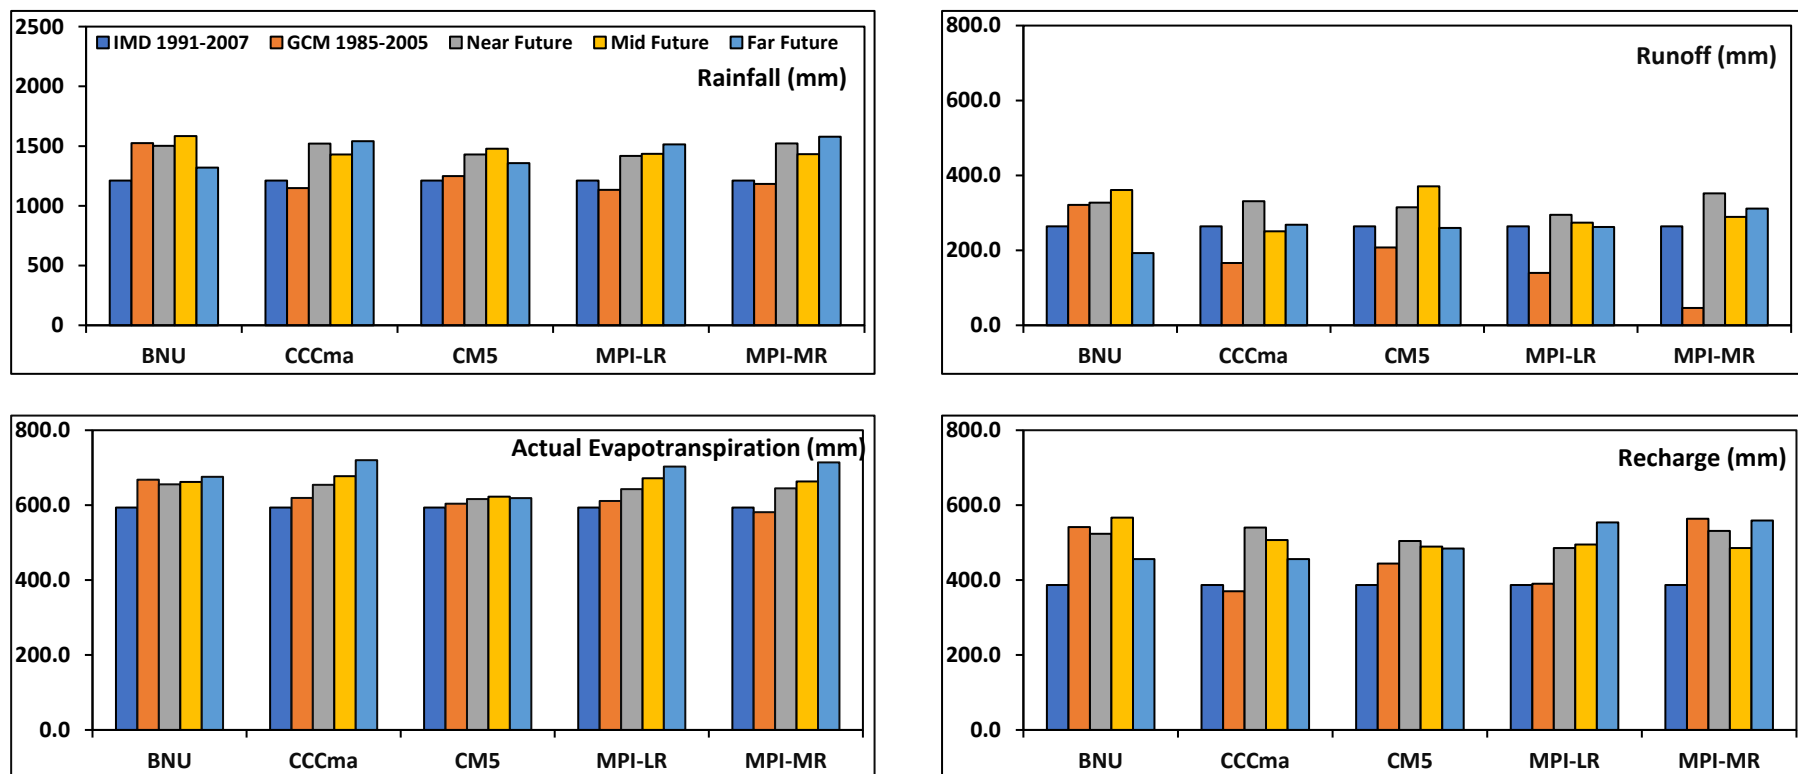 2500
IMD 1991-2007 GCM 1985-2005 Near Future Mid Future Far Future
Rainfall (mm)
2000
1500
1000
500
0
BNU CCCma CM5 MPI-LR MPI-MR
800.0
Runoff (mm)
600.0
400.0
200.0
0.0
BNU CCCma CM5 MPI-LR MPI-MR
800.0
Actual Evapotranspiration (mm)
600.0
400.0
200.0
0.0
BNU CCCma CM5 MPI-LR MPI-MR
800.0
Recharge (mm)
600.0
400.0
200.0
0.0
BNU CCCma CM5 MPI-LR MPI-MR